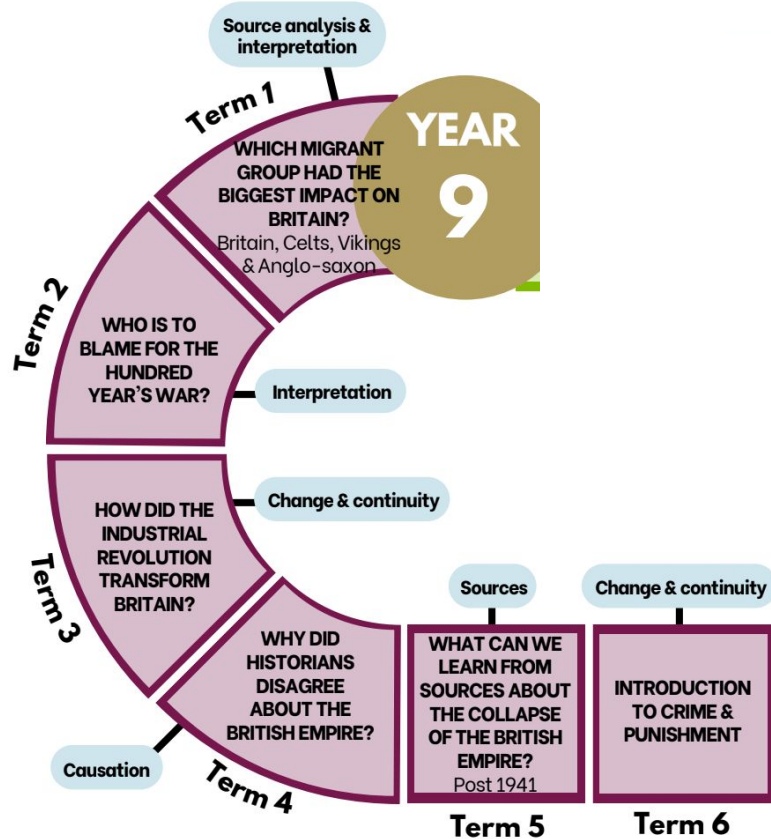 YEAR
9
Source analysis &
interpretation
Term 1
WHICH MIGRANT
GROUP HAD THE
BIGGEST IMPACT ON
BRITAIN?
Britain, Celts, Vikings
& Anglo-saxon
Term 2
WHO IS TO
BLAME FOR THE
HUNDRED
YEAR'S WAR?
Interpretation
Term 3
HOW DID THE
INDUSTRIAL
REVOLUTION
TRANSFORM
BRITAIN?
Change & continuity
Term 4
WHY DID
HISTORIANS
DISAGREE
ABOUT THE
BRITISH EMPIRE?
Causation
Sources
WHAT CAN WE
LEARN FROM
SOURCES ABOUT
THE COLLAPSE
OF THE BRITISH
EMPIRE?
Post 1941
Term 5
Change & continuity
INTRODUCTION
TO CRIME &
PUNISHMENT
Term 6